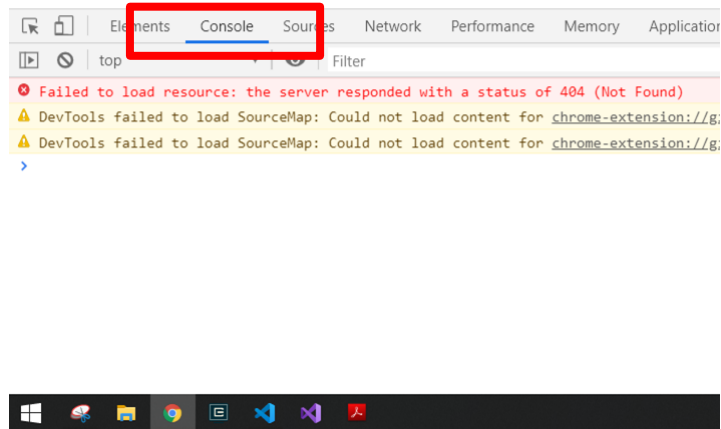 Elements Console Sources Network Performance Memory Application
top Filter
Failed to load resource: the server responded with a status of 404 (Not Found)
DevTools failed to load SourceMap: Could not load content for chrome-extension://g
DevTools failed to load SourceMap: Could not load content for chrome-extension://g